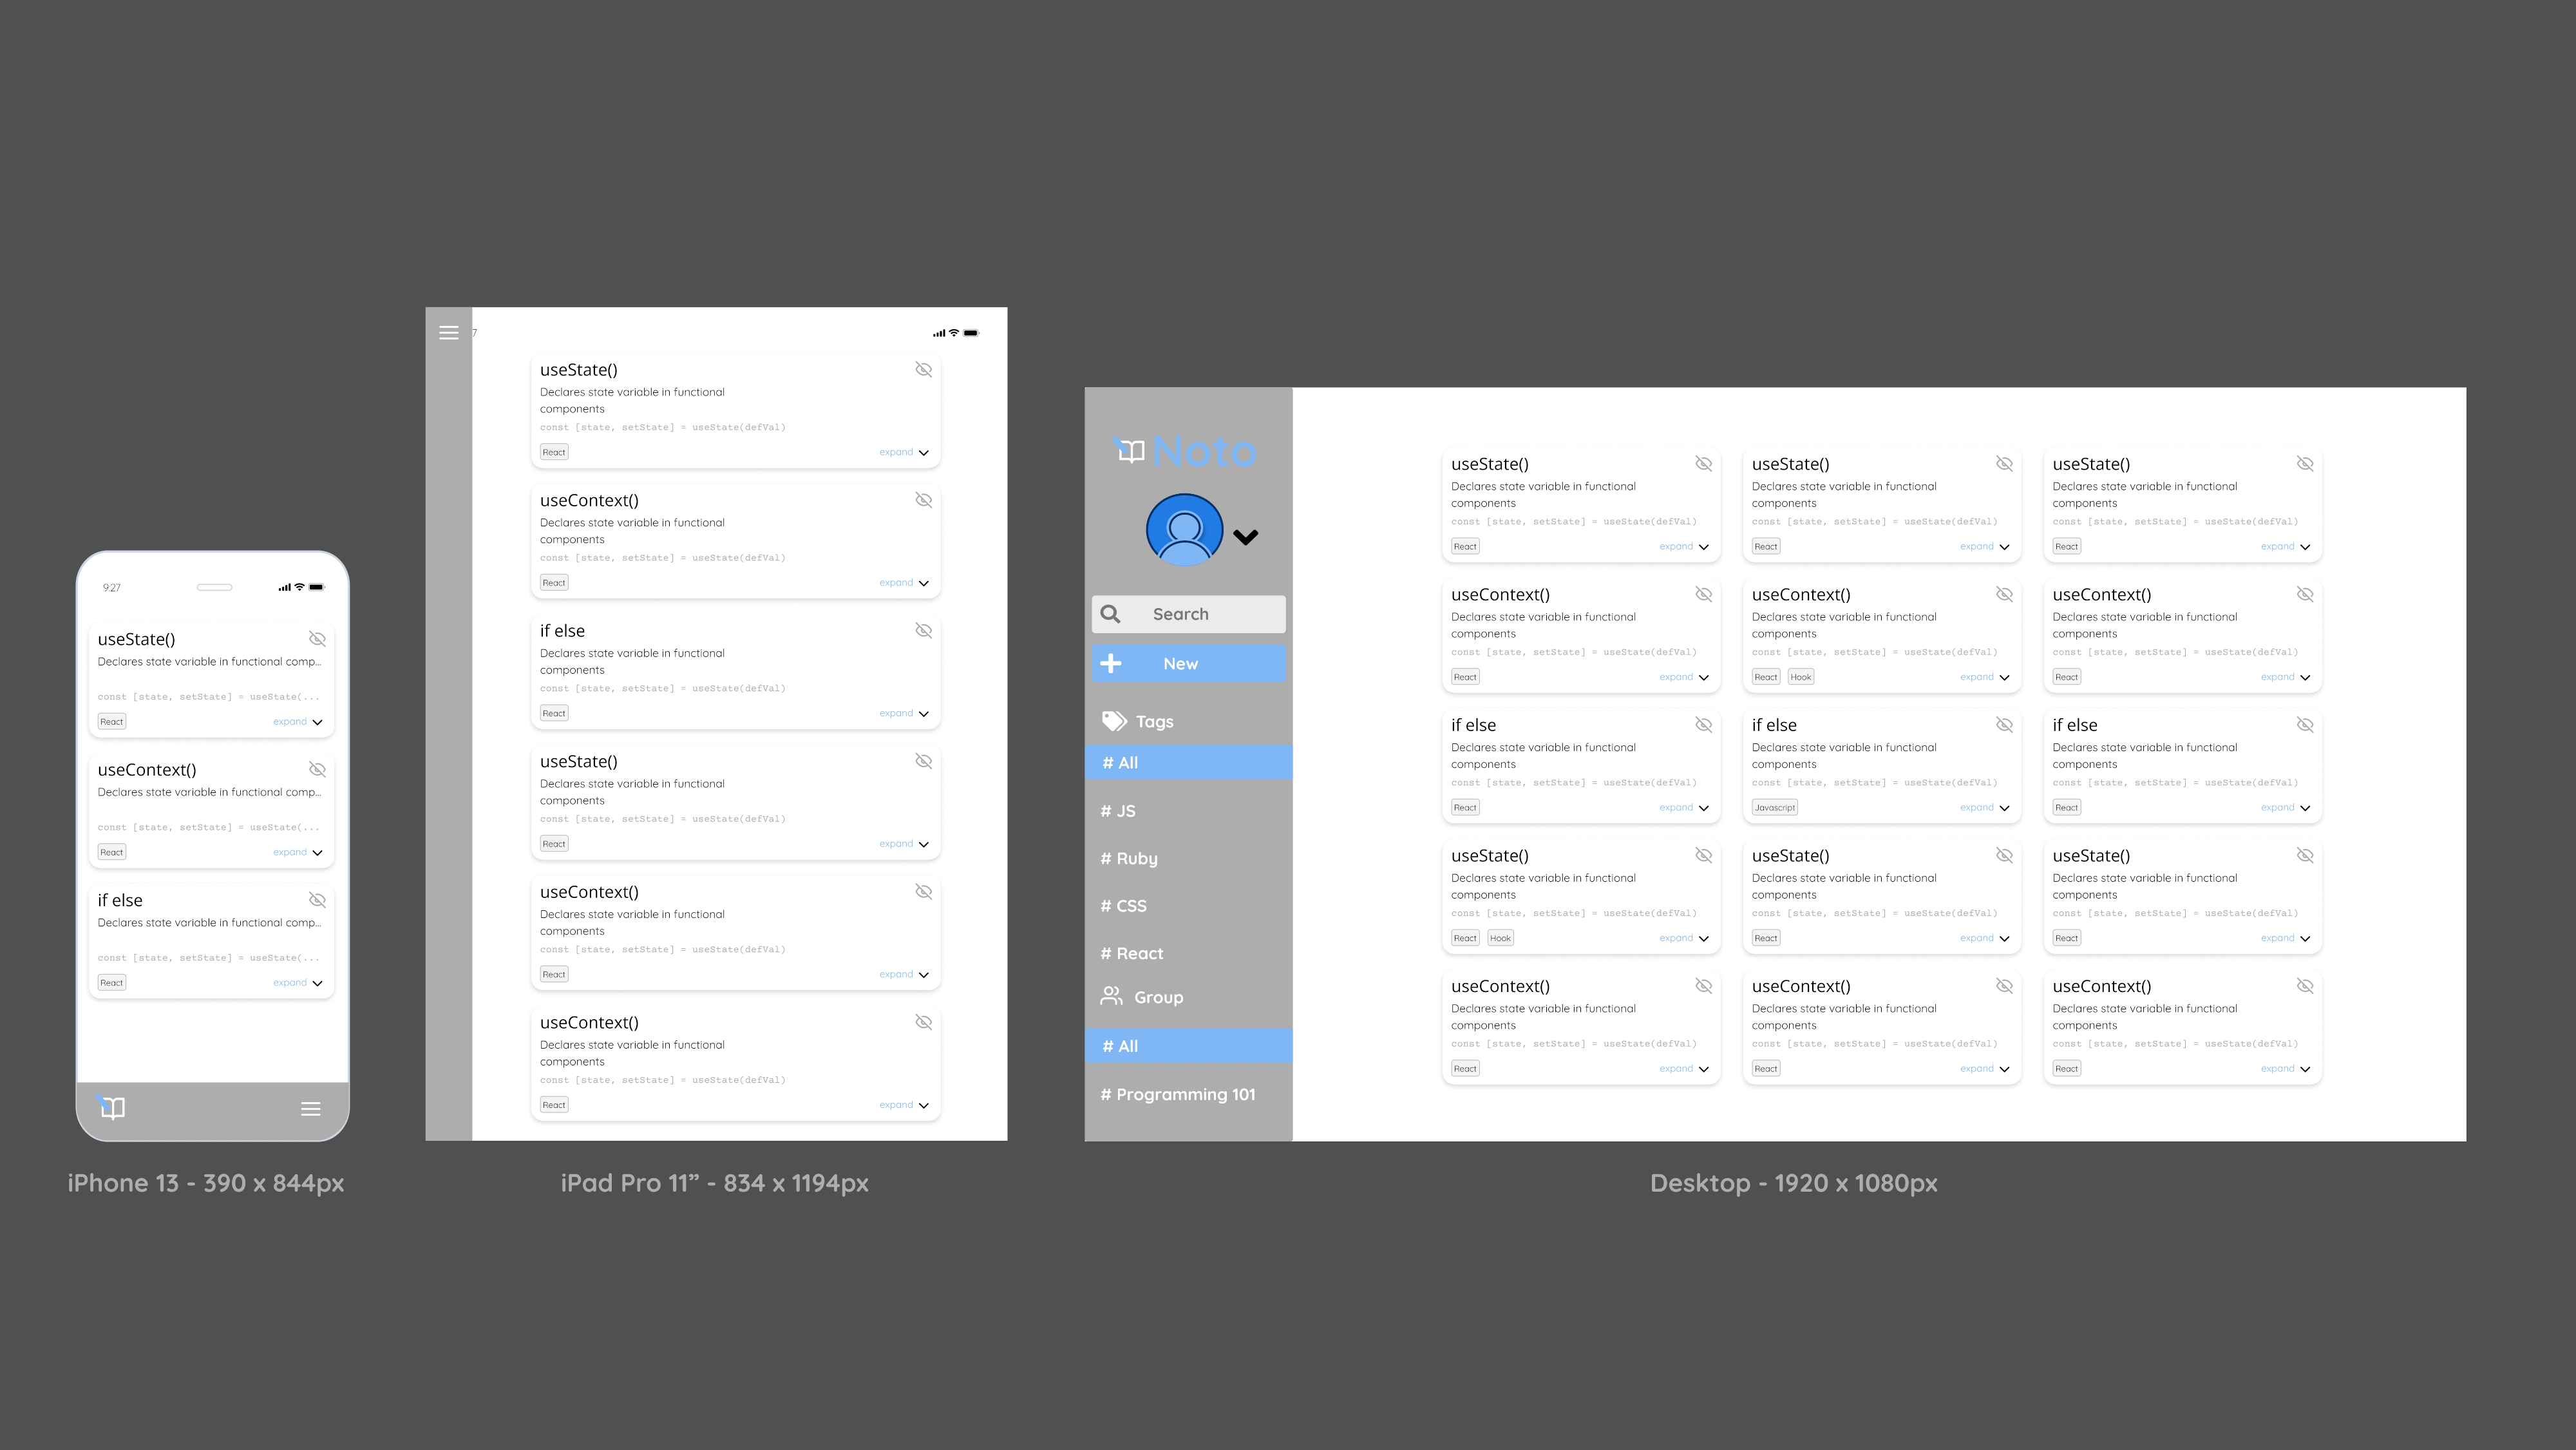 9:27
useState()
Declares state variable in functional comp...
const [state, setState] = useState(...
React
expand
useContext()
Declares state variable in functional comp...
const [state, setState] = useState(...
React
expand
if else
Declares state variable in functional comp...
const [state, setState] = useState(...
React
expand
iPhone 13 - 390 x 844px
7
useState()
Declares state variable in functional
components
const [state, setState] = useState(defVal)
React
expand
useContext()
Declares state variable in functional
components
const [state, setState] = useState(defVal)
React
expand
if else
Declares state variable in functional
components
const [state, setState] = useState(defVal)
React
expand
useState()
Declares state variable in functional
components
const [state, setState] = useState(defVal)
React
expand
useContext()
Declares state variable in functional
components
const [state, setState] = useState(defVal)
React
expand
useContext()
Declares state variable in functional
components
const [state, setState] = useState(defVal)
React
expand
iPad Pro 11” - 834 x 1194px
Noto
Search
New
Tags
# All
# JS
# Ruby
# CSS
# React
Group
# All
# Programming 101
useState()
Declares state variable in functional
components
const [state, setState] = useState(defVal)
React
expand
useState()
Declares state variable in functional
components
const [state, setState] = useState(defVal)
React
expand
useState()
Declares state variable in functional
components
const [state, setState] = useState(defVal)
React
expand
useContext()
Declares state variable in functional
components
const [state, setState] = useState(defVal)
React
expand
useContext()
Declares state variable in functional
components
const [state, setState] = useState(defVal)
React Hook
expand
useContext()
Declares state variable in functional
components
const [state, setState] = useState(defVal)
React
expand
if else
Declares state variable in functional
components
const [state, setState] = useState(defVal)
React
expand
if else
Declares state variable in functional
components
const [state, setState] = useState(defVal)
Javascript
expand
if else
Declares state variable in functional
components
const [state, setState] = useState(defVal)
React
expand
useState()
Declares state variable in functional
components
const [state, setState] = useState(defVal)
React Hook
expand
useState()
Declares state variable in functional
components
const [state, setState] = useState(defVal)
React
expand
useState()
Declares state variable in functional
components
const [state, setState] = useState(defVal)
React
expand
useContext()
Declares state variable in functional
components
const [state, setState] = useState(defVal)
React
expand
useContext()
Declares state variable in functional
components
const [state, setState] = useState(defVal)
React
expand
useContext()
Declares state variable in functional
components
const [state, setState] = useState(defVal)
React
expand
Desktop - 1920 x 1080px